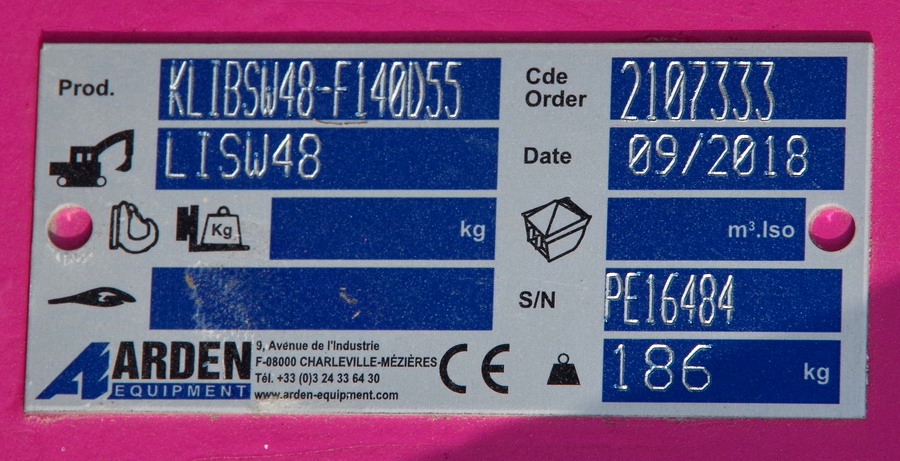 Prod. KLIBSW48-F140D55
Cde Order 2107333
LISW48
Date 09/2018
Kg kg
m³.Iso
S/N PE16484
ARDEN
EQUIPMENT
9, Avenue de l'Industrie
F-08000 CHARLEVILLE-MÉZIÈRES
Tél. +33 (0)3 24 33 64 30
www.arden-equipment.com
CE
186 kg